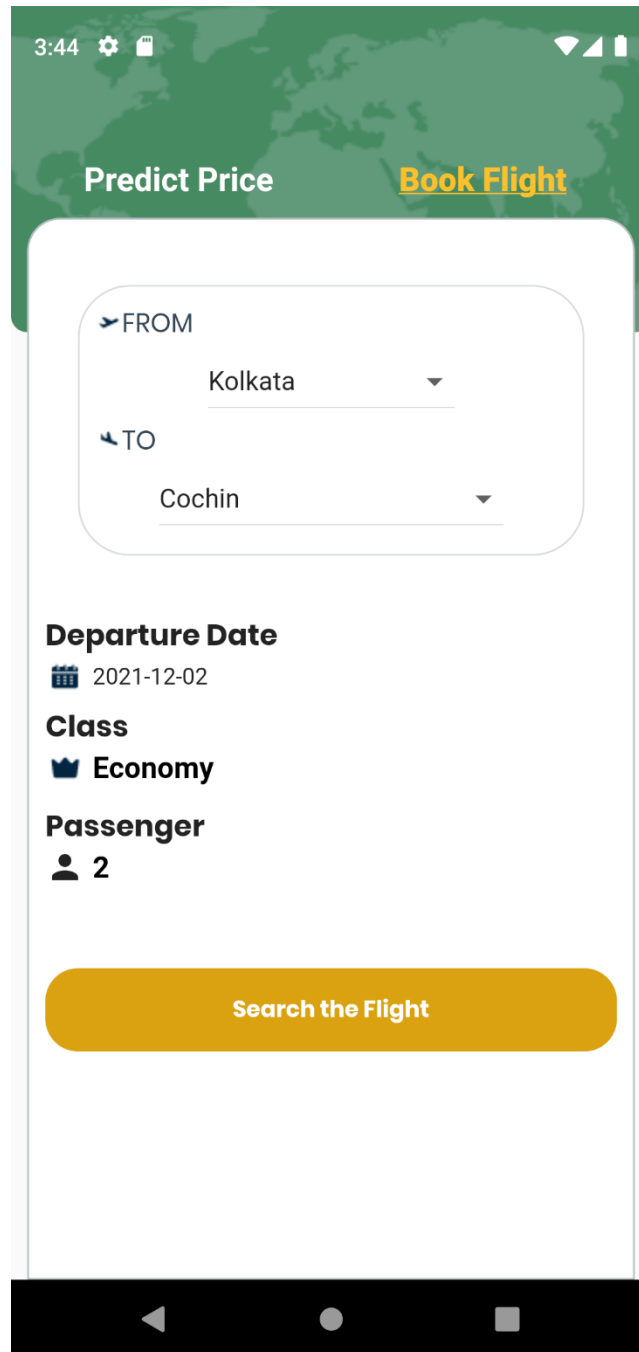 3:44
Predict Price Book Flight
FROM
Kolkata
TO
Cochin
Departure Date
2021-12-02
Class
Economy
Passenger
2
Search the Flight